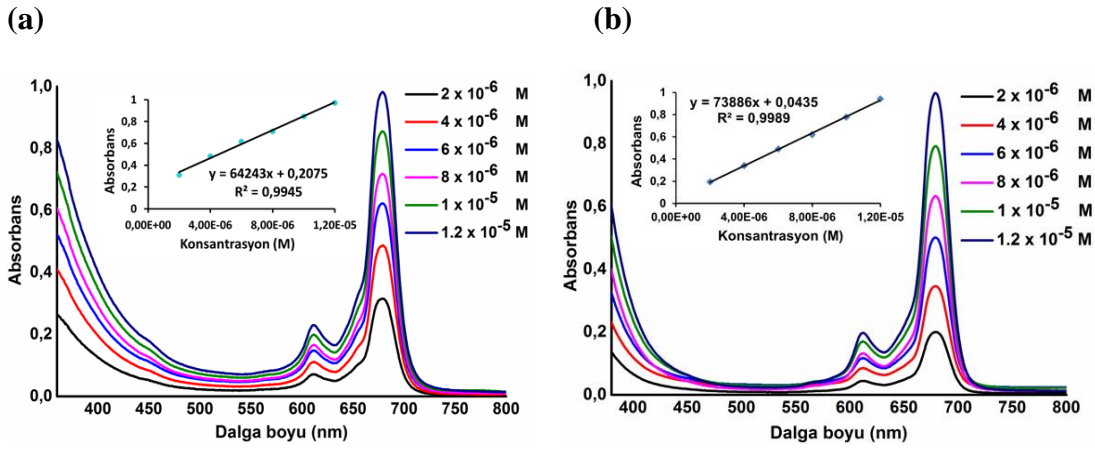 (a)
1,0
0,8
0,6
0,4
0,2
0,0
Absorbans
400 450 500 550 600 650 700 750 800
Dalga boyu (nm)
1
0,8
0,6
0,4
0,2
0
Absorbans
0,00E+00 4,00E-06 8,00E-06 1,20E-05
Konsantrasyon (M)
y = 64243x + 0,2075
R² = 0,9945
2 x 10⁻⁶ M
4 x 10⁻⁶ M
6 x 10⁻⁶ M
8 x 10⁻⁶ M
1 x 10⁻⁵ M
1.2 x 10⁻⁵ M
(b)
1,0
0,8
0,6
0,4
0,2
0,0
Absorbans
400 450 500 550 600 650 700 750 800
Dalga boyu (nm)
1
0,8
0,6
0,4
0,2
0
Absorbans
0,00E+00 4,00E-06 8,00E-06 1,20E-05
Konsantrasyon (M)
y = 73886x + 0,0435
R² = 0,9989
2 x 10⁻⁶ M
4 x 10⁻⁶ M
6 x 10⁻⁶ M
8 x 10⁻⁶ M
1 x 10⁻⁵ M
1.2 x 10⁻⁵ M